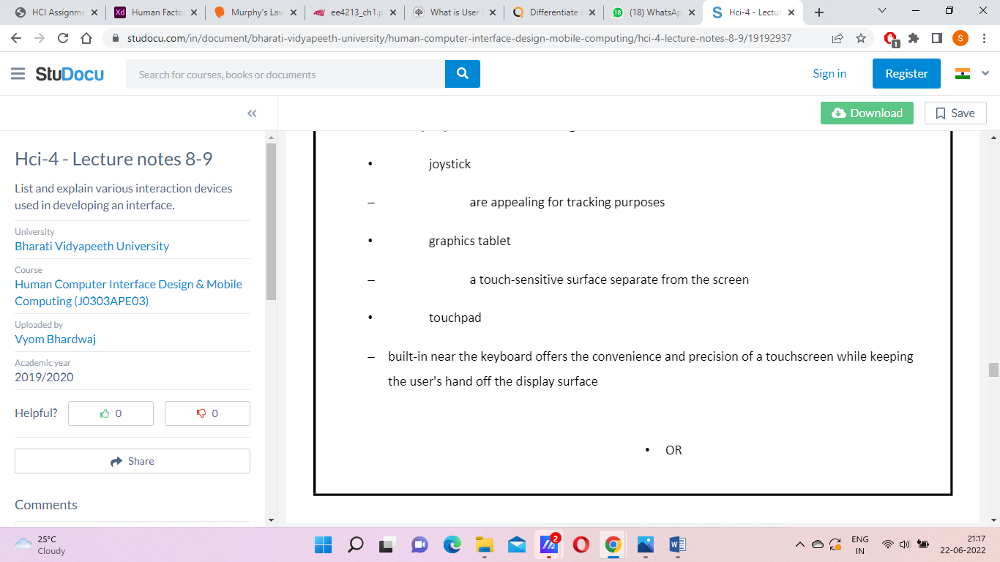 HCI Assignme
Human Facto
Murphy's Law
ee4213_ch1.p
What is User
Differentiate
(18) WhatsAp
Hci-4 - Lectur
studocu.com/in/document/bharati-vidyapeeth-university/human-computer-interface-design-mobile-computing/hci-4-lecture-notes-8-9/19192937
StuDocu
Search for courses, books or documents
Sign in
Register
Download
Save
Hci-4 - Lecture notes 8-9
List and explain various interaction devices
used in developing an interface.
University
Bharati Vidyapeeth University
Course
Human Computer Interface Design & Mobile
Computing (J0303APE03)
Uploaded by
Vyom Bhardwaj
Academic year
2019/2020
Helpful?
0
0
Share
Comments
• joystick
– are appealing for tracking purposes
• graphics tablet
– a touch-sensitive surface separate from the screen
• touchpad
– built-in near the keyboard offers the convenience and precision of a touchscreen while keeping
the user's hand off the display surface
• OR
25°C
Cloudy
2
ENG
IN
21:17
22-06-2022